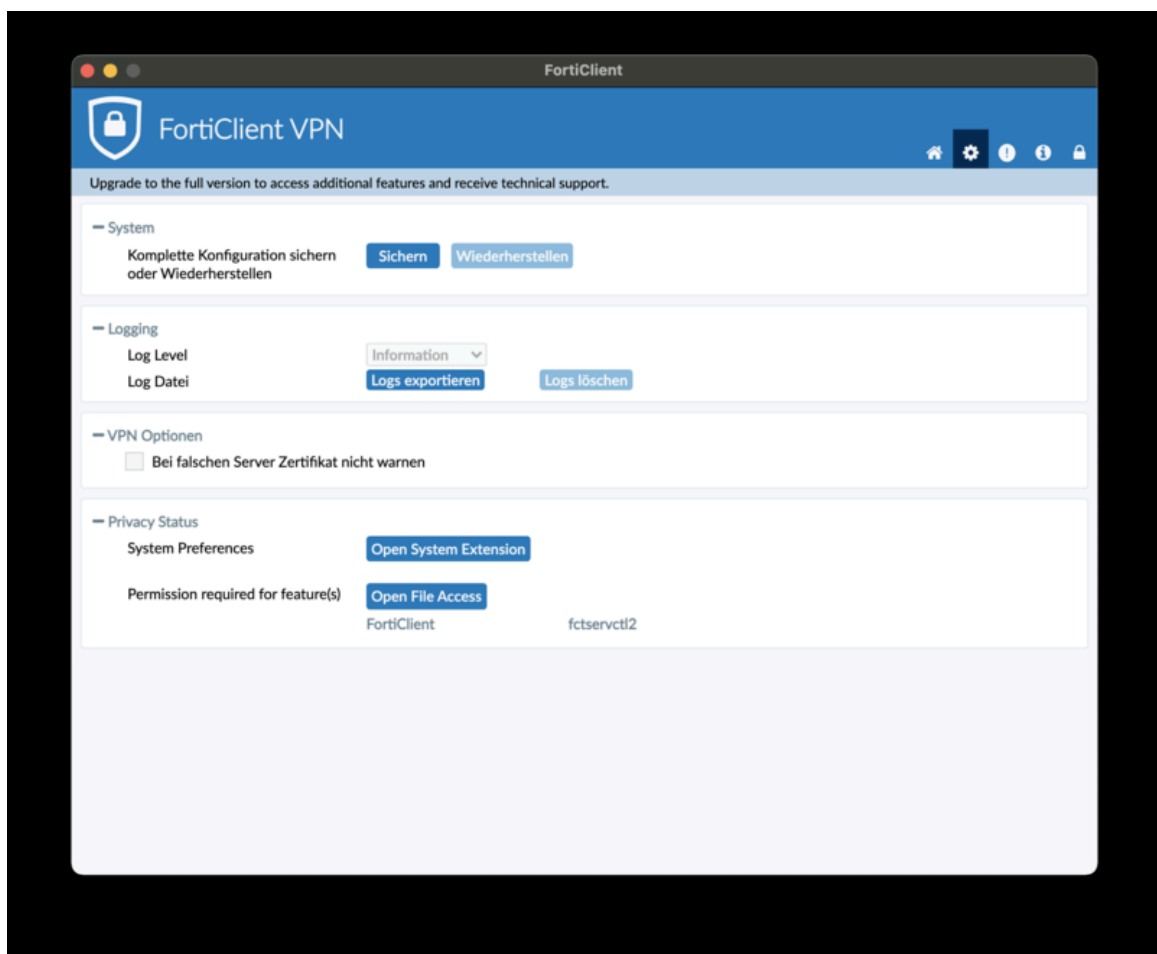 FortiClient
FortiClient VPN
Upgrade to the full version to access additional features and receive technical support.
System
Komplette Konfiguration sichern
oder Wiederherstellen
Sichern
Wiederherstellen
Logging
Log Level
Information
Log Datei
Logs exportieren
Logs löschen
VPN Optionen
Bei falschen Server Zertifikat nicht warnen
Privacy Status
System Preferences
Open System Extension
Permission required for feature(s)
Open File Access
FortiClient
fctservctl2